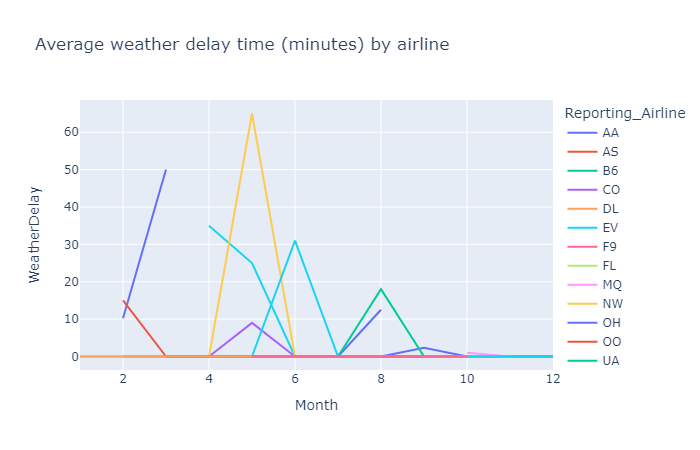 Average weather delay time (minutes) by airline
Reporting_Airline
AA
AS
B6
CO
DL
EV
F9
FL
MQ
NW
OH
OO
UA
WeatherDelay
60
50
40
30
20
10
0
2
4
6
8
10
12
Month